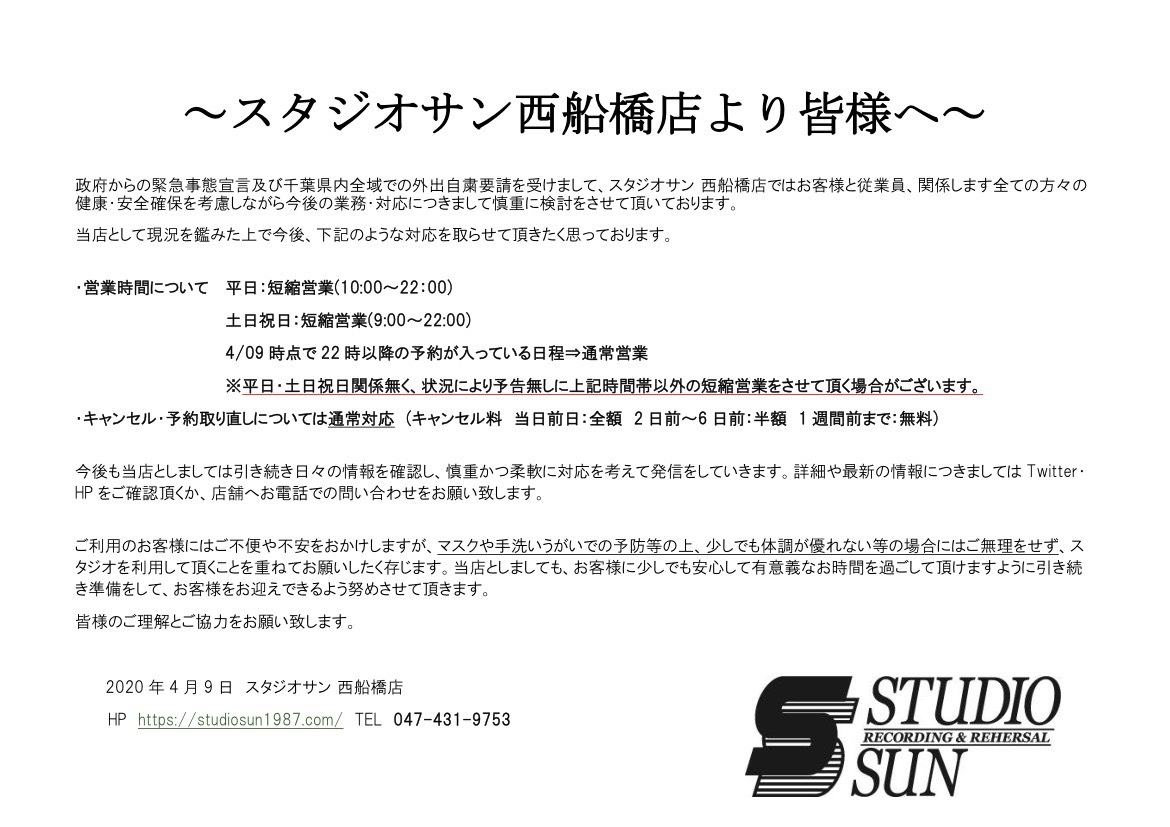 ～スタジオサン西船橋店より皆様へ～
政府からの緊急事態宣言及び千葉県内全域での外出自粛要請を受けまして、スタジオサン 西船橋店ではお客様と従業員、関係します全ての方々の
健康・安全確保を考慮しながら今後の業務・対応につきまして慎重に検討をさせて頂いております。
当店として現況を鑑みた上で今後、下記のような対応を取らせて頂きたく思っております。
・営業時間について　平日：短縮営業(10:00～22：00)
土日祝日：短縮営業(9:00～22:00)
4/09 時点で 22 時以降の予約が入っている日程⇒通常営業
※平日・土日祝日関係無く、状況により予告無しに上記時間帯以外の短縮営業をさせて頂く場合がございます。
・キャンセル・予約取り直しについては通常対応　（キャンセル料　当日前日：全額　2 日前～6 日前：半額　1 週間前まで：無料）
今後も当店としましては引き続き日々の情報を確認し、慎重かつ柔軟に対応を考えて発信をしていきます。詳細や最新の情報につきましては Twitter・
HP をご確認頂くか、店舗へお電話での問い合わせをお願い致します。
ご利用のお客様にはご不便や不安をおかけしますが、マスクや手洗いうがいでの予防等の上、少しでも体調が優れない等の場合にはご無理をせず、ス
タジオを利用して頂くことを重ねてお願いしたく存じます。当店としましても、お客様に少しでも安心して有意義なお時間を過ごして頂けますように引き続
き準備をして、お客様をお迎えできるよう努めさせて頂きます。
皆様のご理解とご協力をお願い致します。
2020 年 4 月 9 日　スタジオサン 西船橋店
HP　https://studiosun1987.com/　TEL　047-431-9753
STUDIO
RECORDING & REHERSAL
SUN